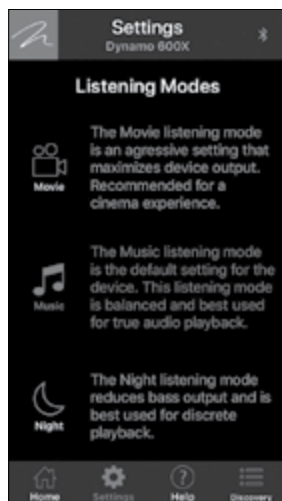 Settings
Dynamo 600X
Listening Modes
The Movie listening mode
is an agressive setting that
maximizes device output.
Recommended for a
cinema experience.
Movie
The Music listening mode
is the default setting for the
device. This listening mode
is balanced and best used
for true audio playback.
Music
The Night listening mode
reduces bass output and is
best used for discrete
playback.
Night
Home
Settings
Help
Discovery